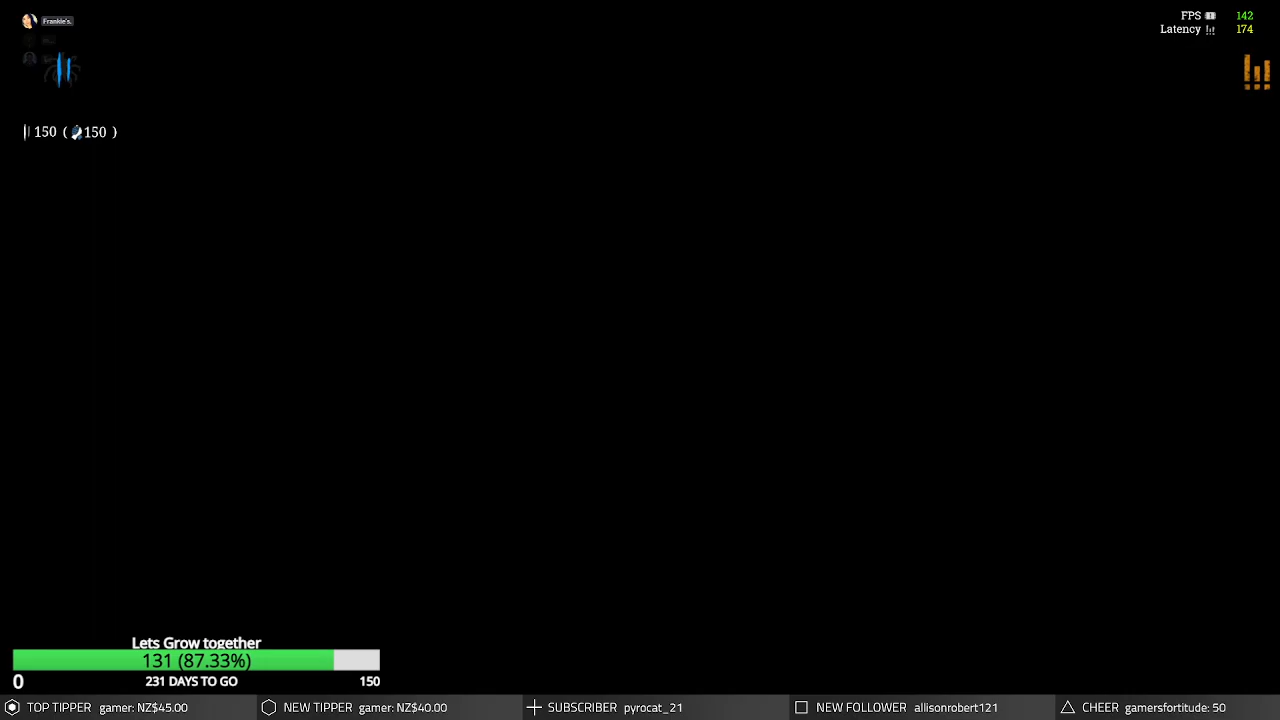 Frankie's.
FPS 142
Latency 174
150 ( 150 )
Lets Grow together
131 (87.33%)
0 231 DAYS TO GO 150
TOP TIPPER gamer: NZ$45.00 NEW TIPPER gamer: NZ$40.00 SUBSCRIBER pyrocat_21 NEW FOLLOWER allisonrobert121 CHEER gamersfortitude: 50